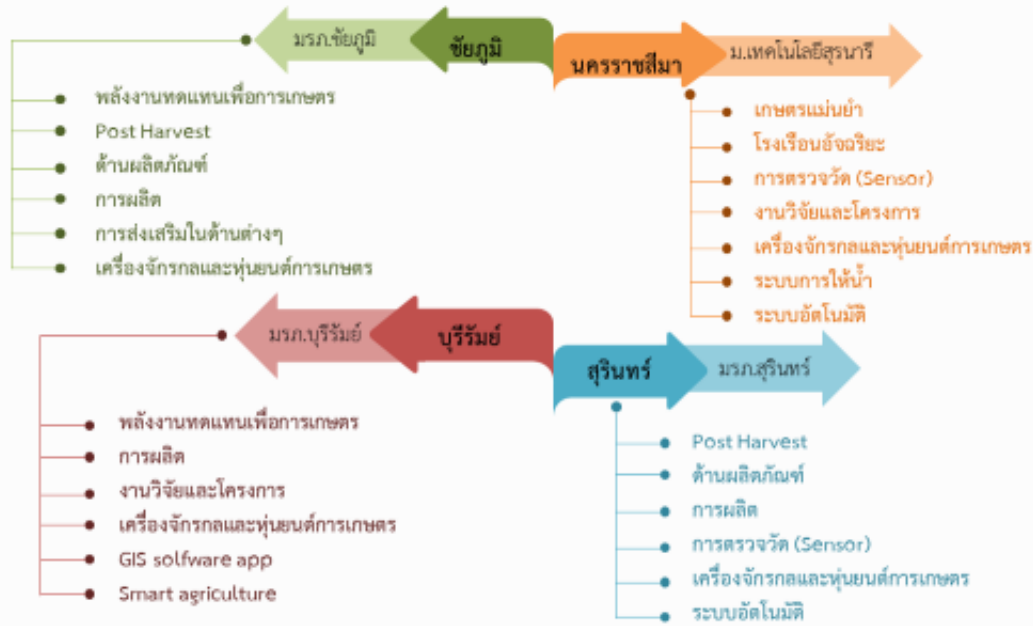 มรภ.ชัยภูมิ
ชัยภูมิ
พลังงานทดแทนเพื่อการเกษตร
Post Harvest
ด้านผลิตภัณฑ์
การผลิต
การส่งเสริมในด้านต่างๆ
เครื่องจักรกลและหุ่นยนต์การเกษตร
นครราชสีมา
ม.เทคโนโลยีสุรนารี
เกษตรแม่นยำ
โรงเรือนอัจฉริยะ
การตรวจวัด (Sensor)
งานวิจัยและโครงการ
เครื่องจักรกลและหุ่นยนต์การเกษตร
ระบบการให้น้ำ
ระบบอัตโนมัติ
มรภ.บุรีรัมย์
บุรีรัมย์
พลังงานทดแทนเพื่อการเกษตร
การผลิต
งานวิจัยและโครงการ
เครื่องจักรกลและหุ่นยนต์การเกษตร
GIS solfware app
Smart agriculture
สุรินทร์
มรภ.สุรินทร์
Post Harvest
ด้านผลิตภัณฑ์
การผลิต
การตรวจวัด (Sensor)
เครื่องจักรกลและหุ่นยนต์การเกษตร
ระบบอัตโนมัติ